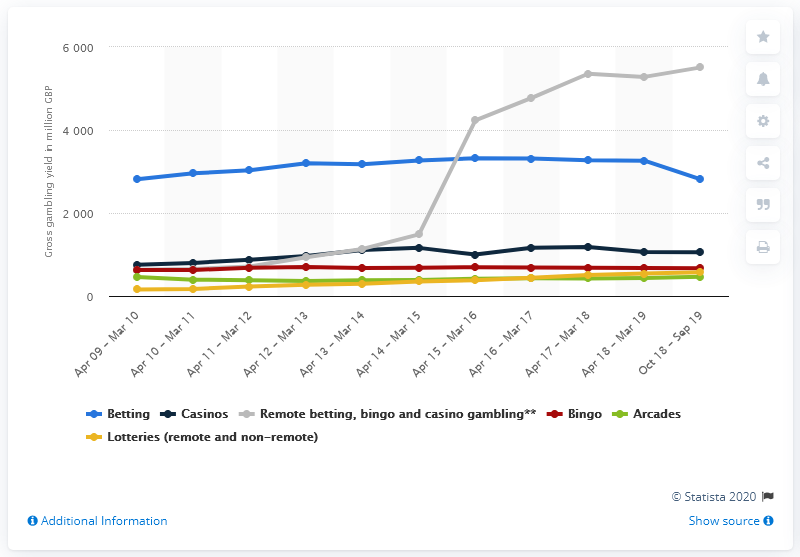 6 000
4 000
2 000
0
Gross gambling yield in million GBP
Apr 09 – Mar 10
Apr 10 – Mar 11
Apr 11 – Mar 12
Apr 12 – Mar 13
Apr 13 – Mar 14
Apr 14 – Mar 15
Apr 15 – Mar 16
Apr 16 – Mar 17
Apr 17 – Mar 18
Apr 18 – Mar 19
Oct 18 – Sep 19
Betting Casinos Remote betting, bingo and casino gambling** Bingo Arcades
Lotteries (remote and non-remote)
© Statista 2020
Additional Information Show source